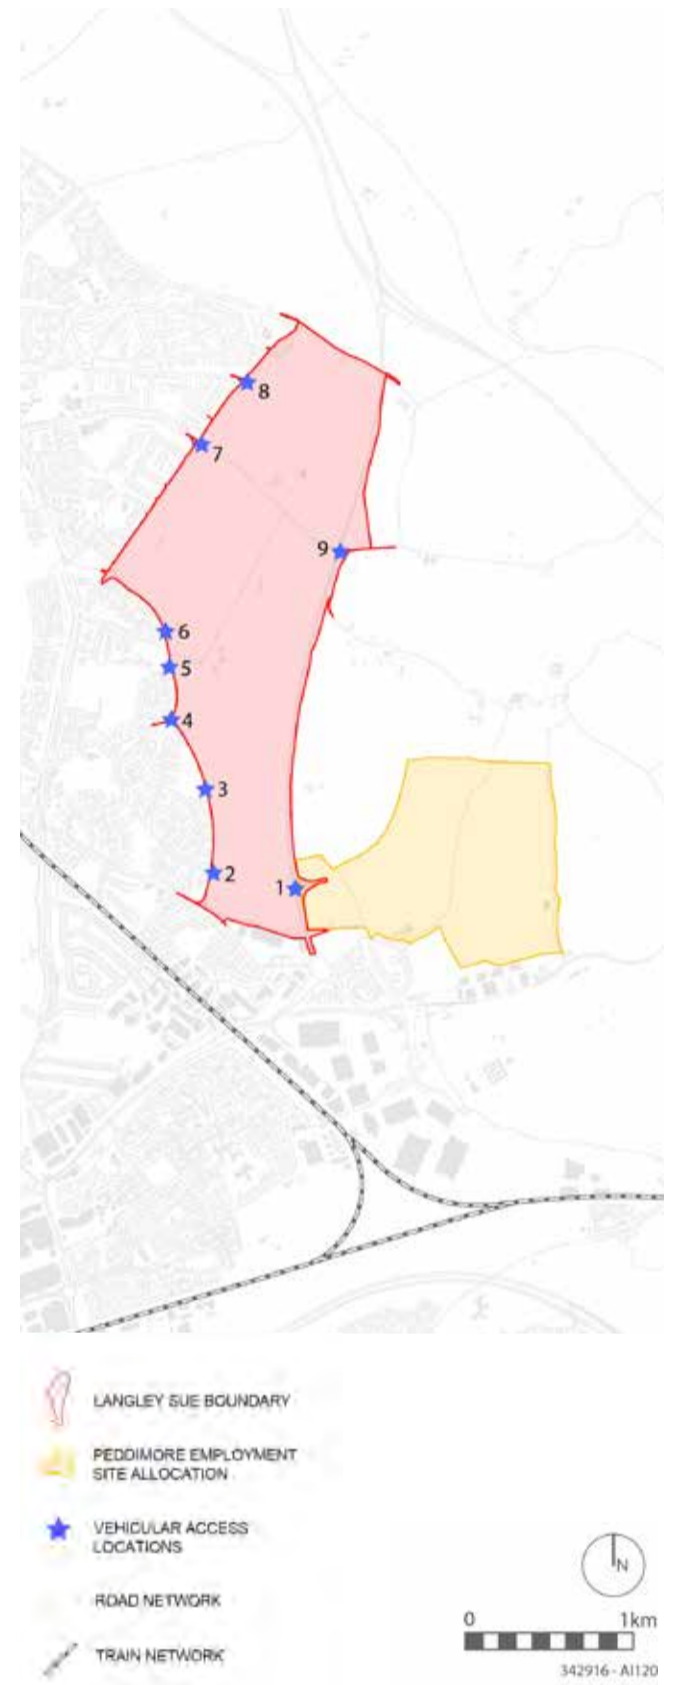 8
7
9
6
5
4
3
2
1
LANGLEY SUE BOUNDARY
PEDDIMORE EMPLOYMENT
SITE ALLOCATION
VEHICULAR ACCESS
LOCATIONS
ROAD NETWORK
TRAIN NETWORK
N
0 1km
342916 - AI120